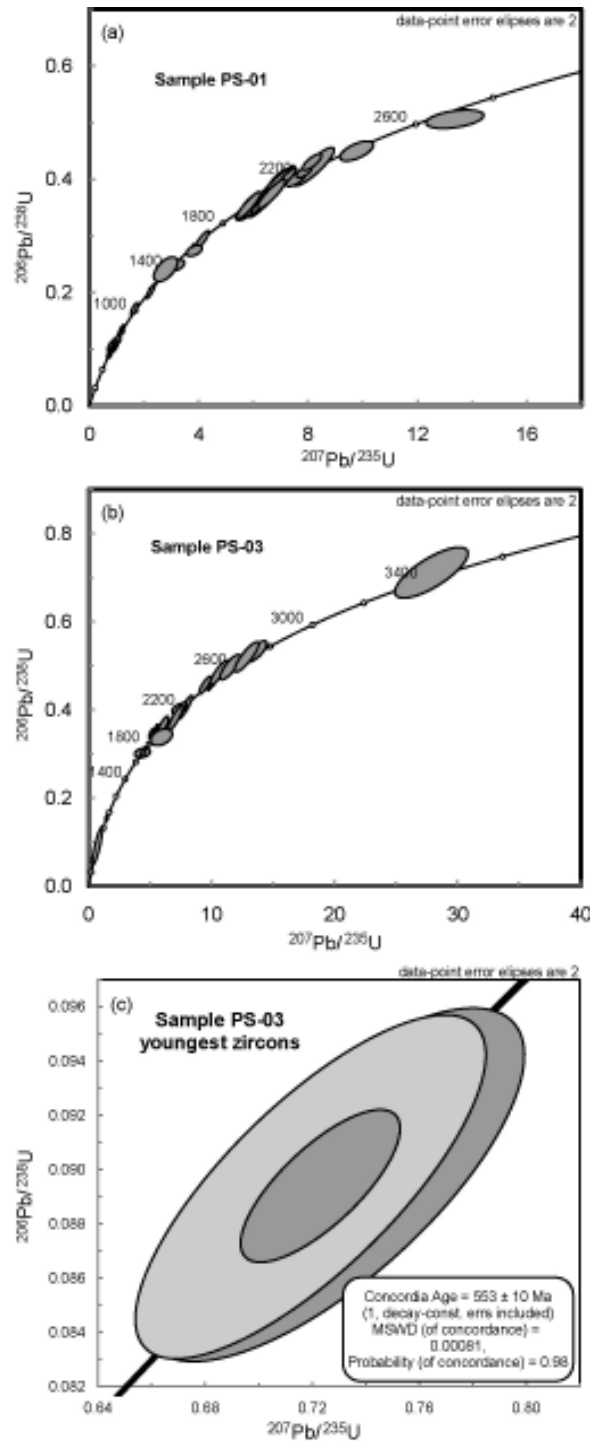 (a)
data-point error elipses are 2
Sample PS-01
0.6
0.4
0.2
0.0
2600
2200
1800
1400
1000
206Pb/238U
0 4 8 12 16
207Pb/235U
(b)
data-point error elipses are 2
Sample PS-03
0.8
0.6
0.4
0.2
0.0
3400
3000
2600
2200
1800
1400
206Pb/238U
0 10 20 30 40
207Pb/235U
data-point error elipses are 2
(c)
Sample PS-03
youngest zircons
0.096
0.094
0.092
0.090
0.088
0.086
0.084
0.082
206Pb/238U
Concordia Age = 553 ± 10 Ma
(1, decay-const. errs included)
MSWD (of concordance) =
0.00081,
Probability (of concordance) = 0.98
0.64 0.68 0.72 0.76 0.80
207Pb/235U